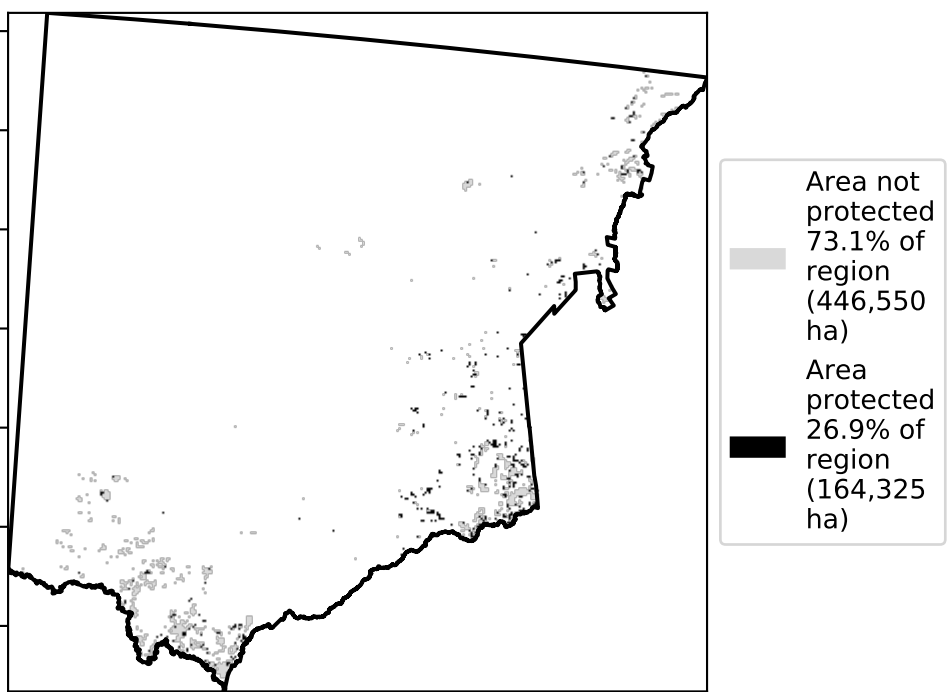 Area not
protected
73.1% of
region
(446,550
ha)
Area
protected
26.9% of
region
(164,325
ha)